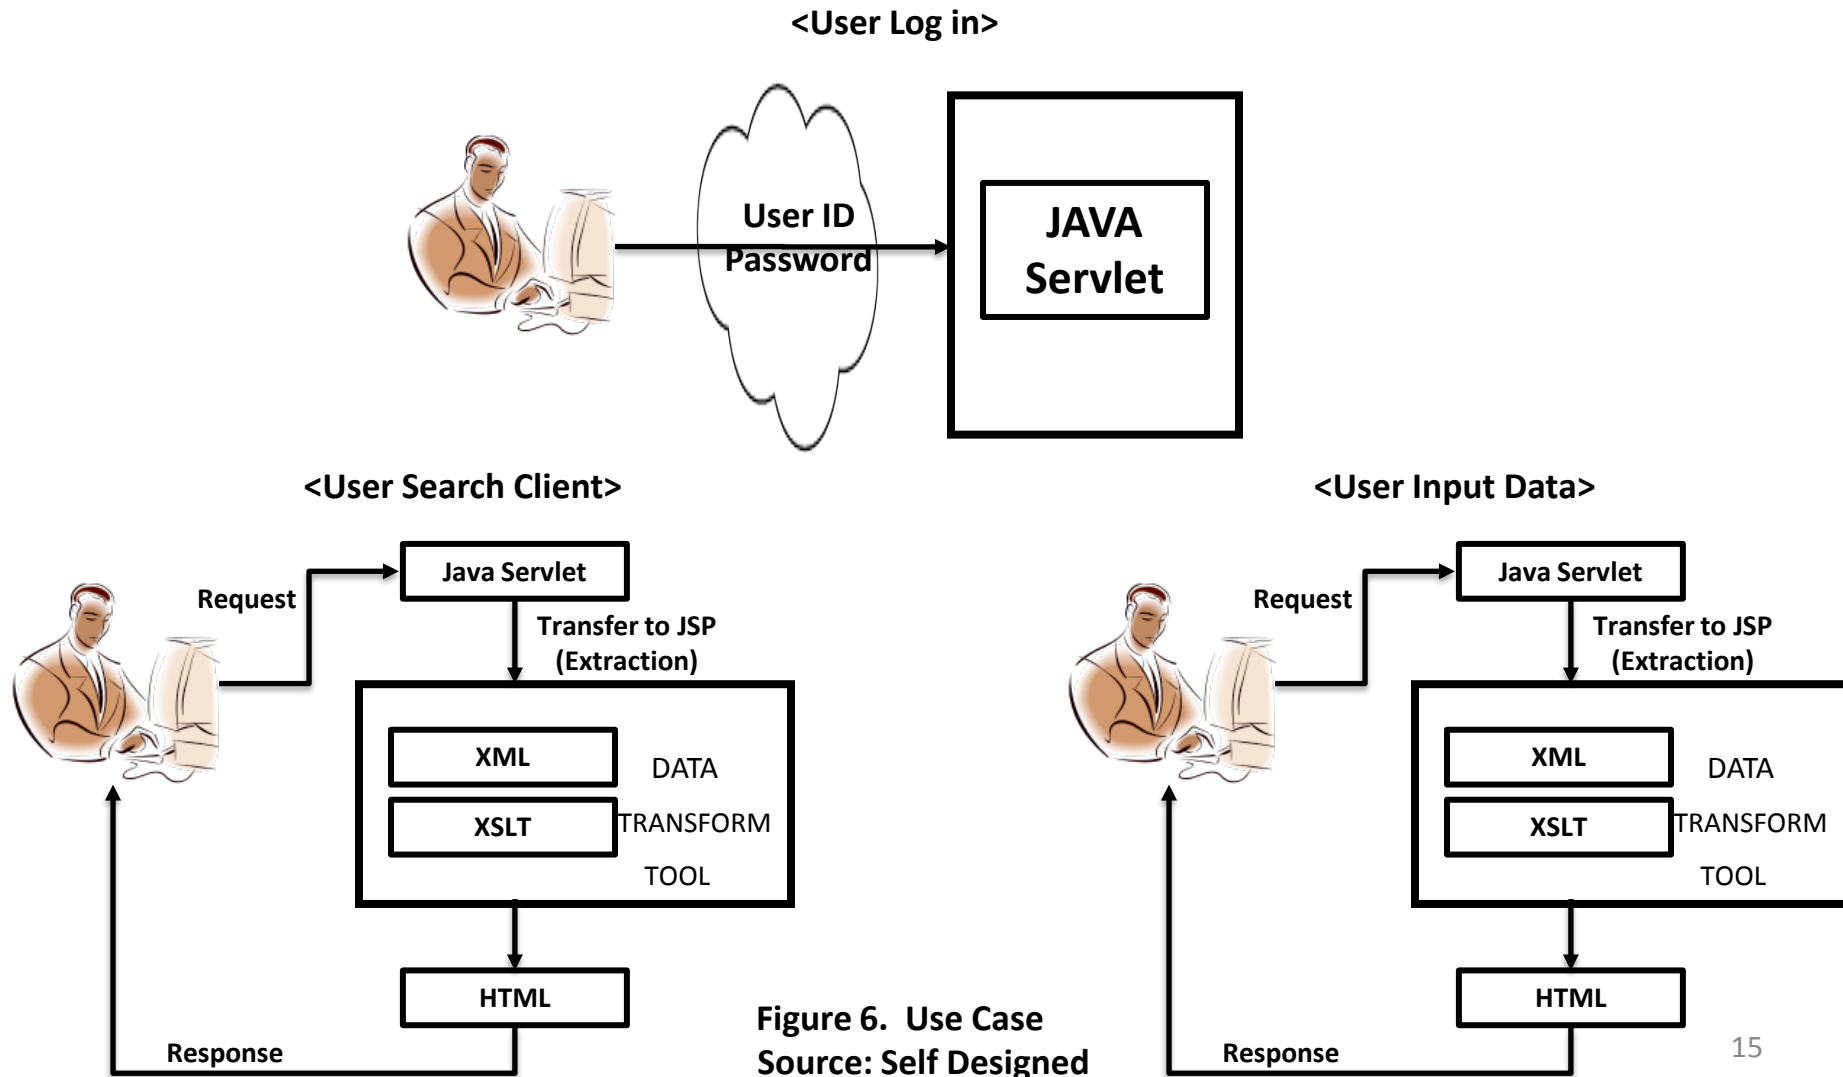 <User Log in>
User ID
Password
JAVA
Servlet
<User Search Client>
Request
Java Servlet
Transfer to JSP
(Extraction)
XML
DATA
XSLT
TRANSFORM
TOOL
HTML
Response
<User Input Data>
Request
Java Servlet
Transfer to JSP
(Extraction)
XML
DATA
XSLT
TRANSFORM
TOOL
HTML
Response
Figure 6. Use Case
Source: Self Designed
15